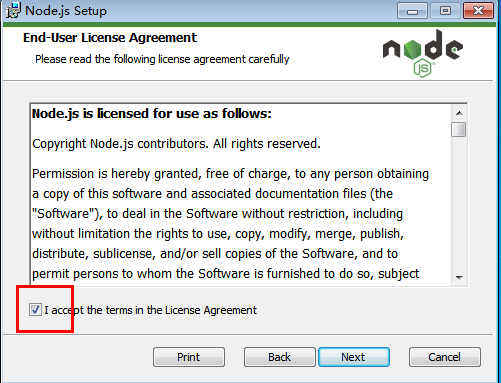 Node.js Setup
End-User License Agreement
Please read the following license agreement carefully
node
JS
Node.js is licensed for use as follows:
Copyright Node.js contributors. All rights reserved.
Permission is hereby granted, free of charge, to any person obtaining
a copy of this software and associated documentation files (the
"Software"), to deal in the Software without restriction, including
without limitation the rights to use, copy, modify, merge, publish,
distribute, sublicense, and/or sell copies of the Software, and to
permit persons to whom the Software is furnished to do so, subject
I accept the terms in the License Agreement
Print
Back
Next
Cancel